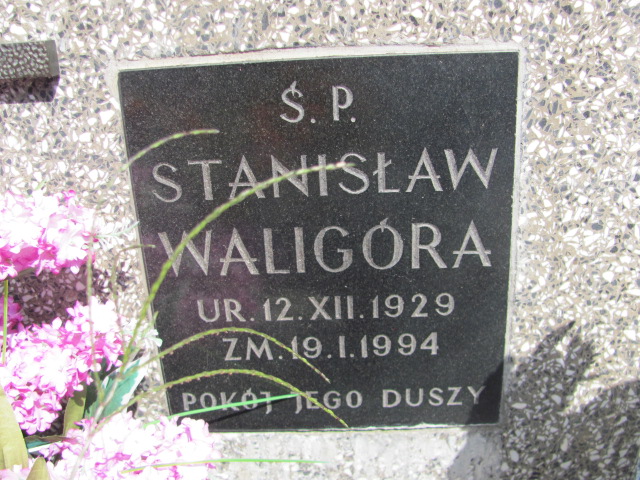 Ś.P.
STANISŁAW
WALIGÓRA
UR.12.XII.1929
ZM.19.I.1994
POKÓJ JEGO DUSZY